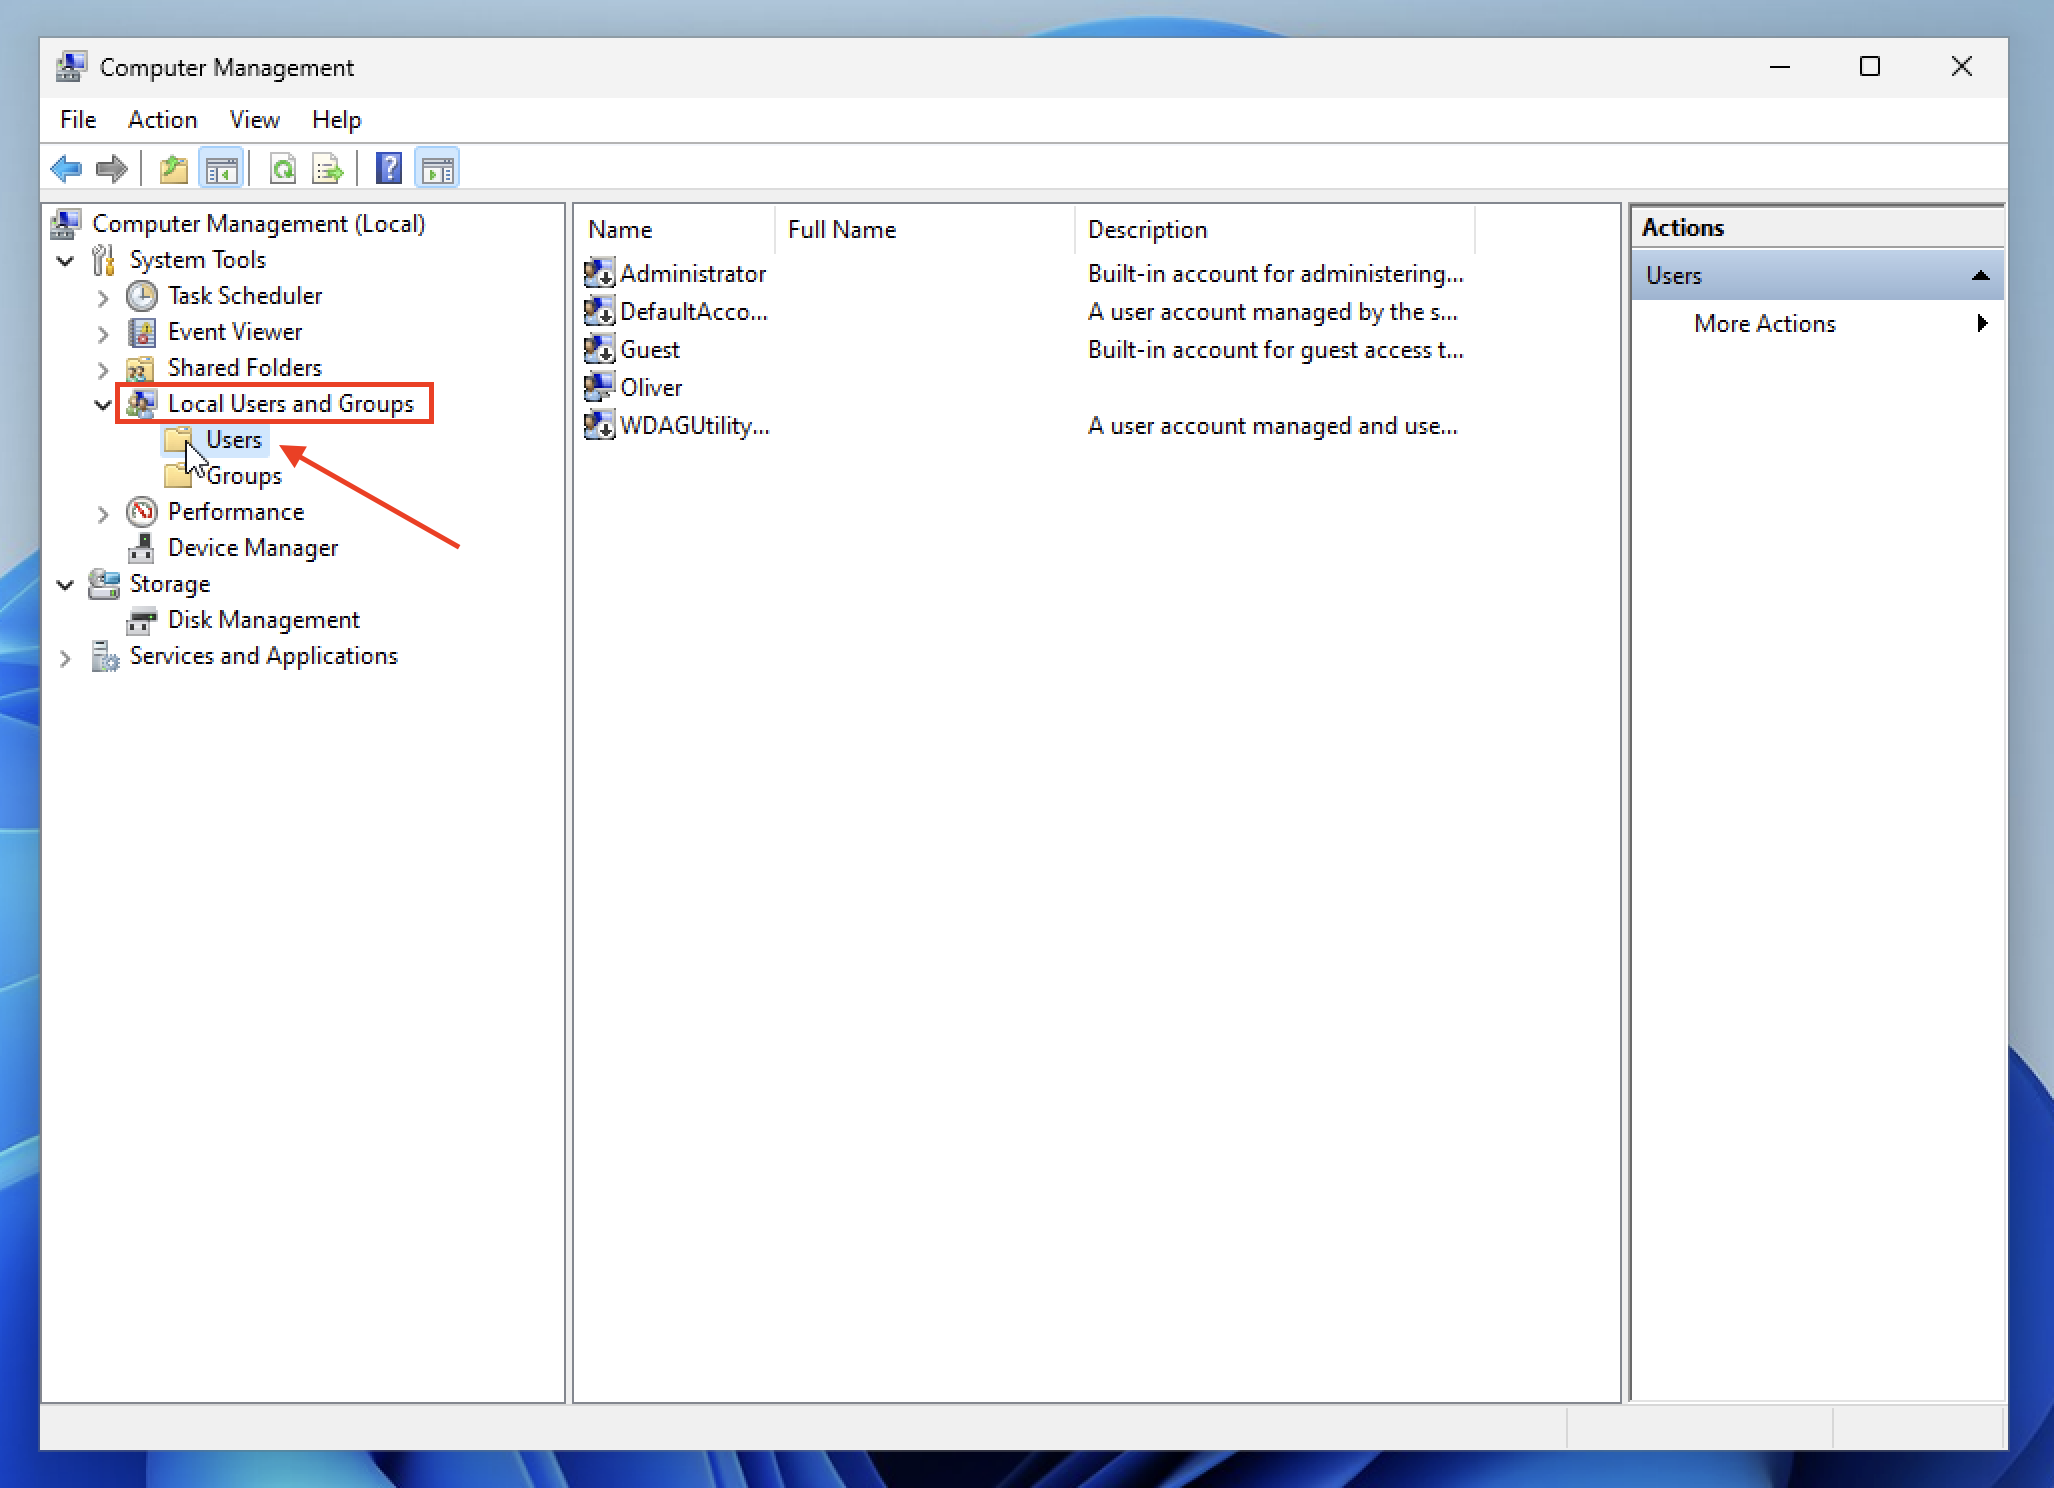 Computer Management
File Action View Help
Computer Management (Local)
System Tools
Task Scheduler
Event Viewer
Shared Folders
Local Users and Groups
Users
Groups
Performance
Device Manager
Storage
Disk Management
Services and Applications
Name Full Name Description
Administrator Built-in account for administering...
DefaultAcco... A user account managed by the s...
Guest Built-in account for guest access t...
Oliver
WDAGUtility... A user account managed and use...
Actions
Users
More Actions